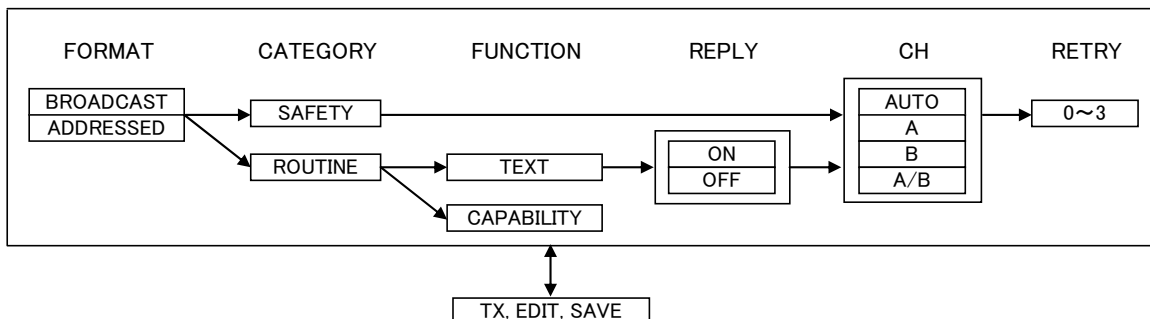 FORMAT CATEGORY FUNCTION REPLY CH RETRY
BROADCAST SAFETY AUTO 0～3
ADDRESSED A
ROUTINE TEXT ON B
OFF A/B
CAPABILITY
TX, EDIT, SAVE